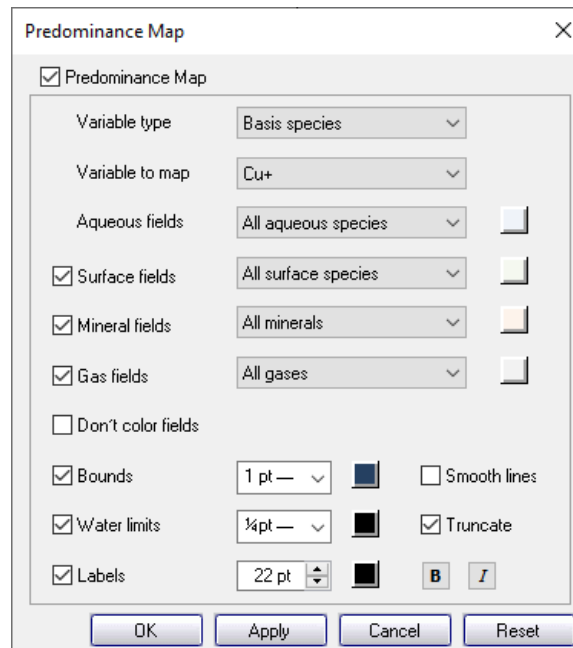 Predominance Map
Predominance Map
Variable type Basis species
Variable to map Cu+
Aqueous fields All aqueous species
Surface fields All surface species
Mineral fields All minerals
Gas fields All gases
Don't color fields
Bounds 1 pt — Smooth lines
Water limits ¼pt — Truncate
Labels 22 pt B I
OK Apply Cancel Reset